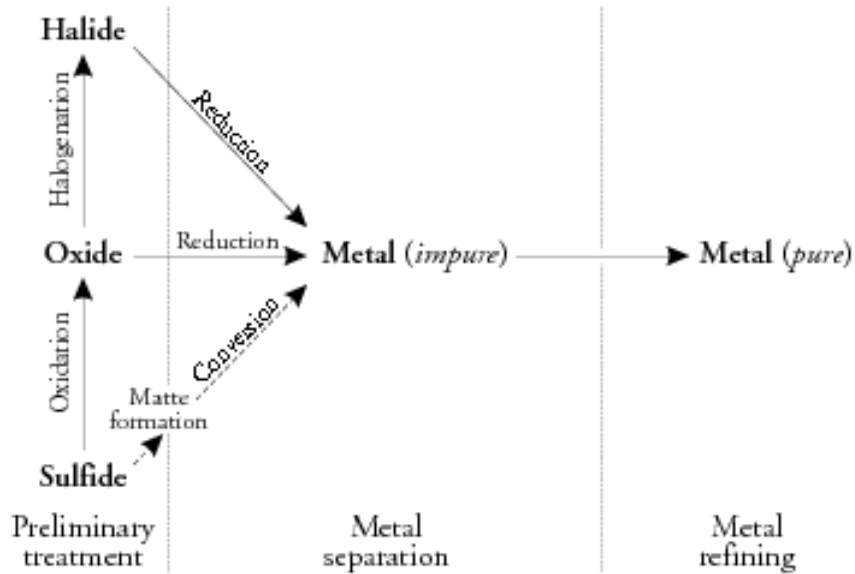 Halide
Halogenation
Reduction
Oxide
Reduction
Metal (impure)
Metal (pure)
Oxidation
Conversion
Matte
formation
Sulfide
Preliminary
treatment
Metal
separation
Metal
refining